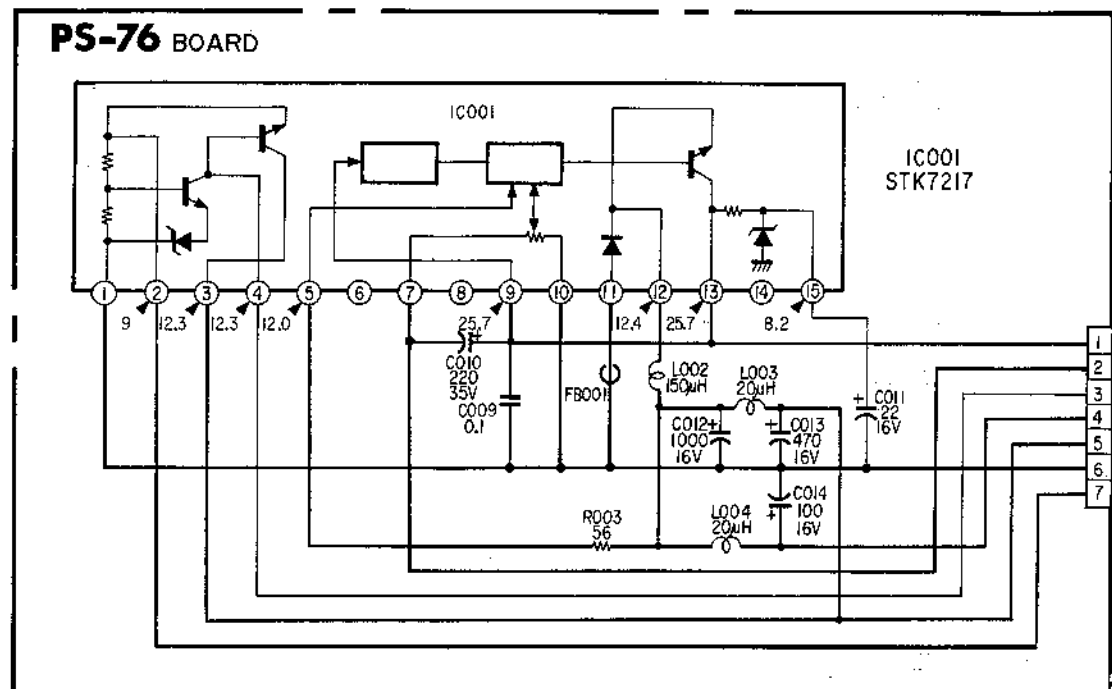 PS-76 BOARD
IC001
IC001
STK7217
1 2 3 4 5 6 7 8 9 10 11 12 13 14 15
9 12.3 12.3 12.0 25.7 12.4 25.7 8.2
C010
220
35V
+
C009
0.1
FB001
L002
150µH
L003
20µH
C012
1000
16V
+
C013
470
16V
+
C011
22
16V
+
C014
100
16V
+
R003
56
L004
20µH
1
2
3
4
5
6
7